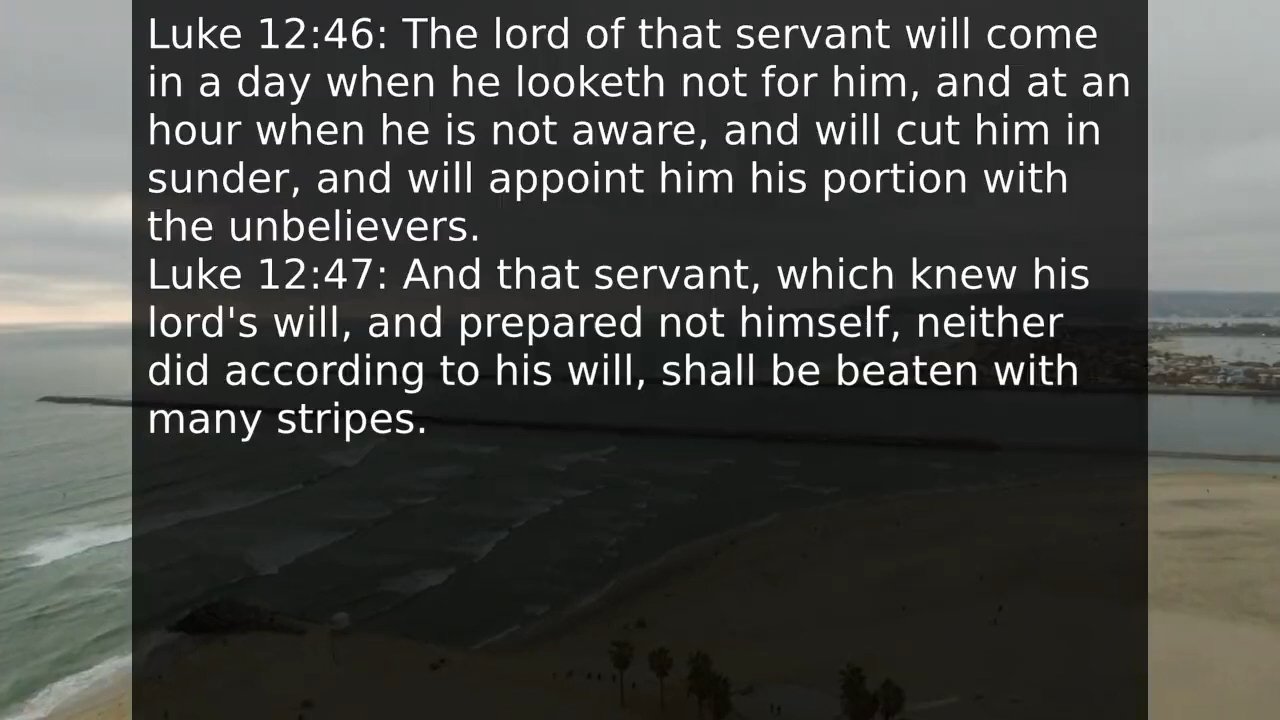 Luke 12:46: The lord of that servant will come
in a day when he looketh not for him, and at an
hour when he is not aware, and will cut him in
sunder, and will appoint him his portion with
the unbelievers.
Luke 12:47: And that servant, which knew his
lord's will, and prepared not himself, neither
did according to his will, shall be beaten with
many stripes.